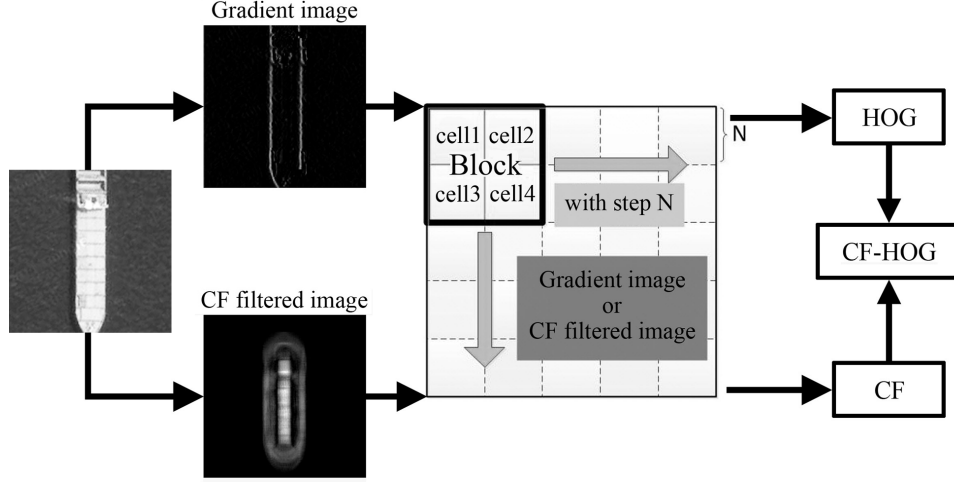 Gradient image
N
HOG
cell1 cell2
Block
cell3 cell4
with step N
CF-HOG
Gradient image
or
CF filtered image
CF filtered image
CF